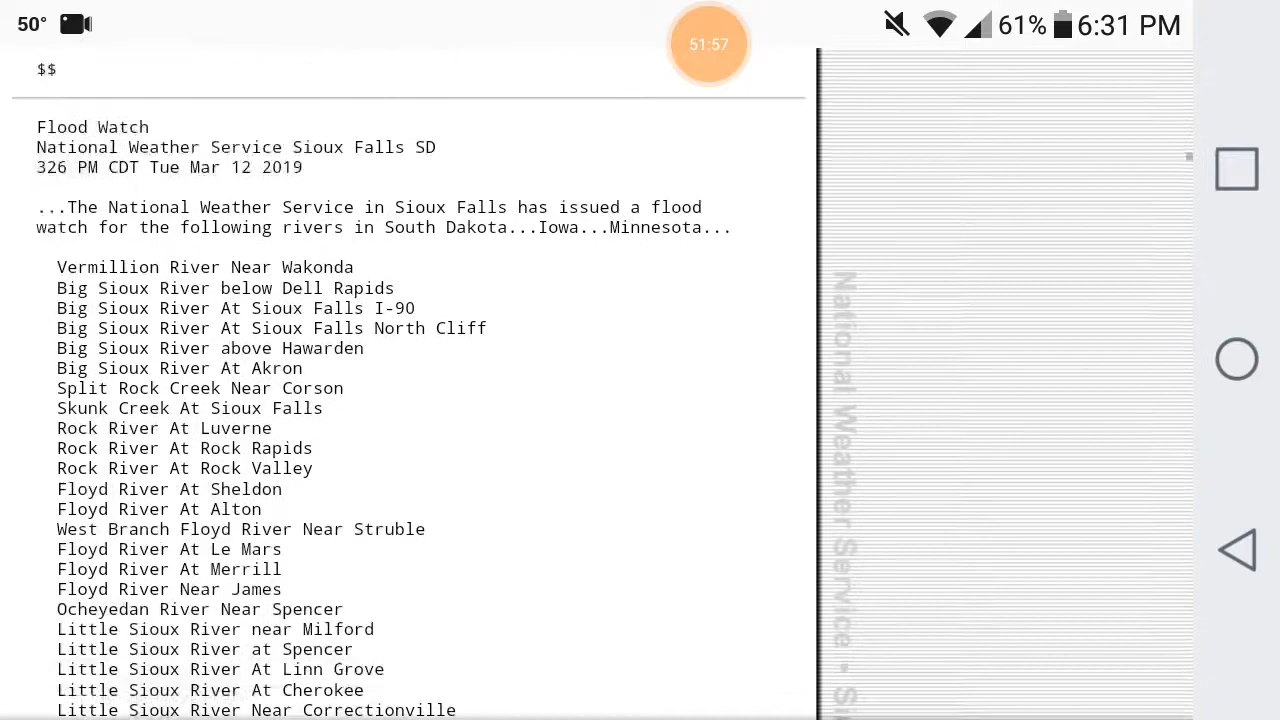 50°
51:57
61% 6:31 PM
$$
Flood Watch
National Weather Service Sioux Falls SD
326 PM CDT Tue Mar 12 2019
...The National Weather Service in Sioux Falls has issued a flood
watch for the following rivers in South Dakota...Iowa...Minnesota...
Vermillion River Near Wakonda
Big Sioux River below Dell Rapids
Big Sioux River At Sioux Falls I-90
Big Sioux River At Sioux Falls North Cliff
Big Sioux River above Hawarden
Big Sioux River At Akron
Split Rock Creek Near Corson
Skunk Creek At Sioux Falls
Rock River At Luverne
Rock River At Rock Rapids
Rock River At Rock Valley
Floyd River At Sheldon
Floyd River At Alton
West Branch Floyd River Near Struble
Floyd River At Le Mars
Floyd River At Merrill
Floyd River Near James
Ocheyedan River Near Spencer
Little Sioux River near Milford
Little Sioux River at Spencer
Little Sioux River At Linn Grove
Little Sioux River At Cherokee
Little Sioux River Near Correctionville
National Weather Service • Si